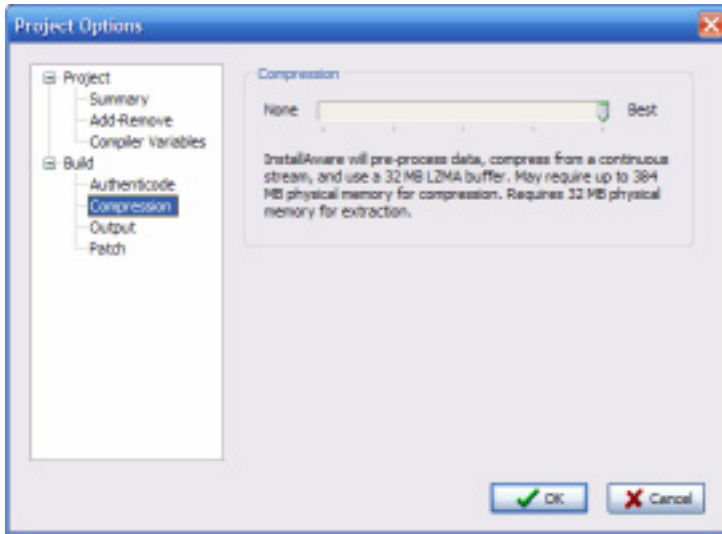 Project Options
Project
Summary
Add-Remove
Compiler Variables
Build
Authenticode
Compression
Output
Patch
Compression
None
Best
InstallAware will pre-process data, compress from a continuous
stream, and use a 32 MB LZMA buffer. May require up to 384
MB physical memory for compression. Requires 32 MB physical
memory for extraction.
OK
Cancel